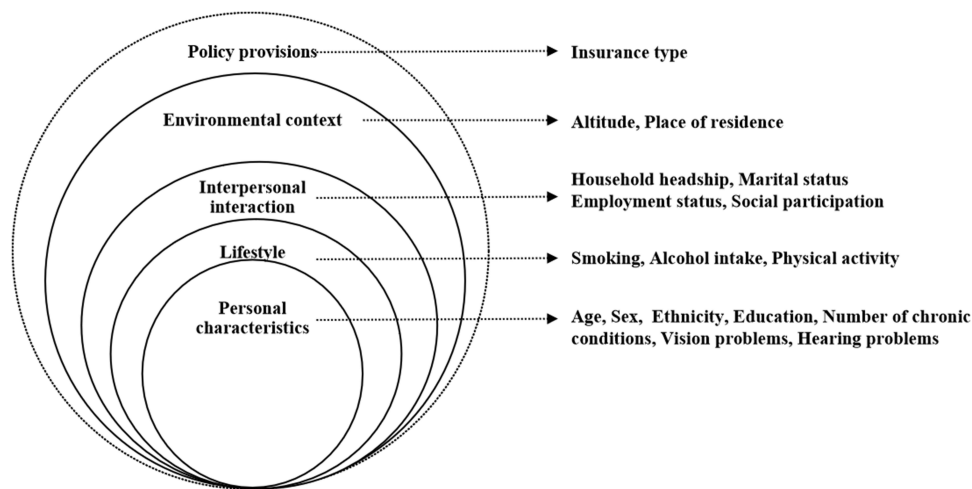 Policy provisions
Insurance type
Environmental context
Altitude, Place of residence
Interpersonal
interaction
Household headship, Marital status
Employment status, Social participation
Lifestyle
Smoking, Alcohol intake, Physical activity
Personal
characteristics
Age, Sex, Ethnicity, Education, Number of chronic
conditions, Vision problems, Hearing problems